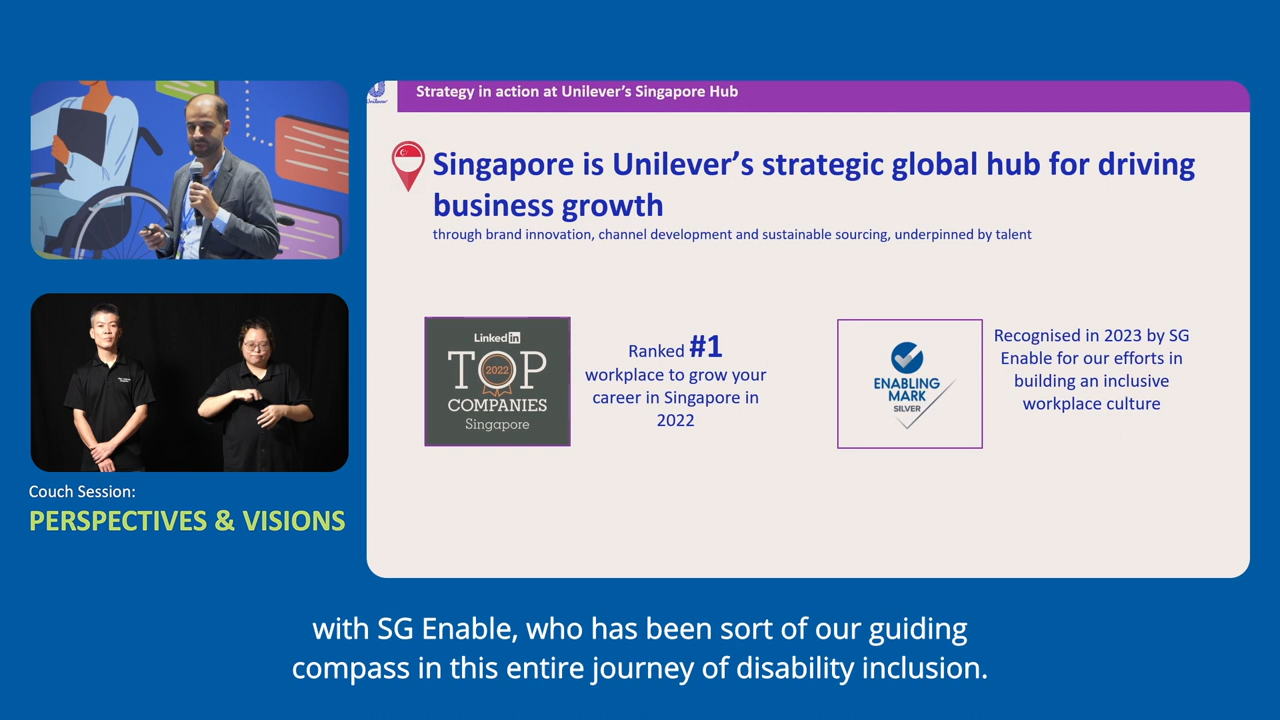 Unilever
Strategy in action at Unilever’s Singapore Hub
Singapore is Unilever’s strategic global hub for driving
business growth
through brand innovation, channel development and sustainable sourcing, underpinned by talent
LinkedIn
TOP
2022
COMPANIES
Singapore
Ranked #1
workplace to grow your
career in Singapore in
2022
ENABLING
MARK
SILVER
Recognised in 2023 by SG
Enable for our efforts in
building an inclusive
workplace culture
Couch Session:
PERSPECTIVES & VISIONS
with SG Enable, who has been sort of our guiding
compass in this entire journey of disability inclusion.